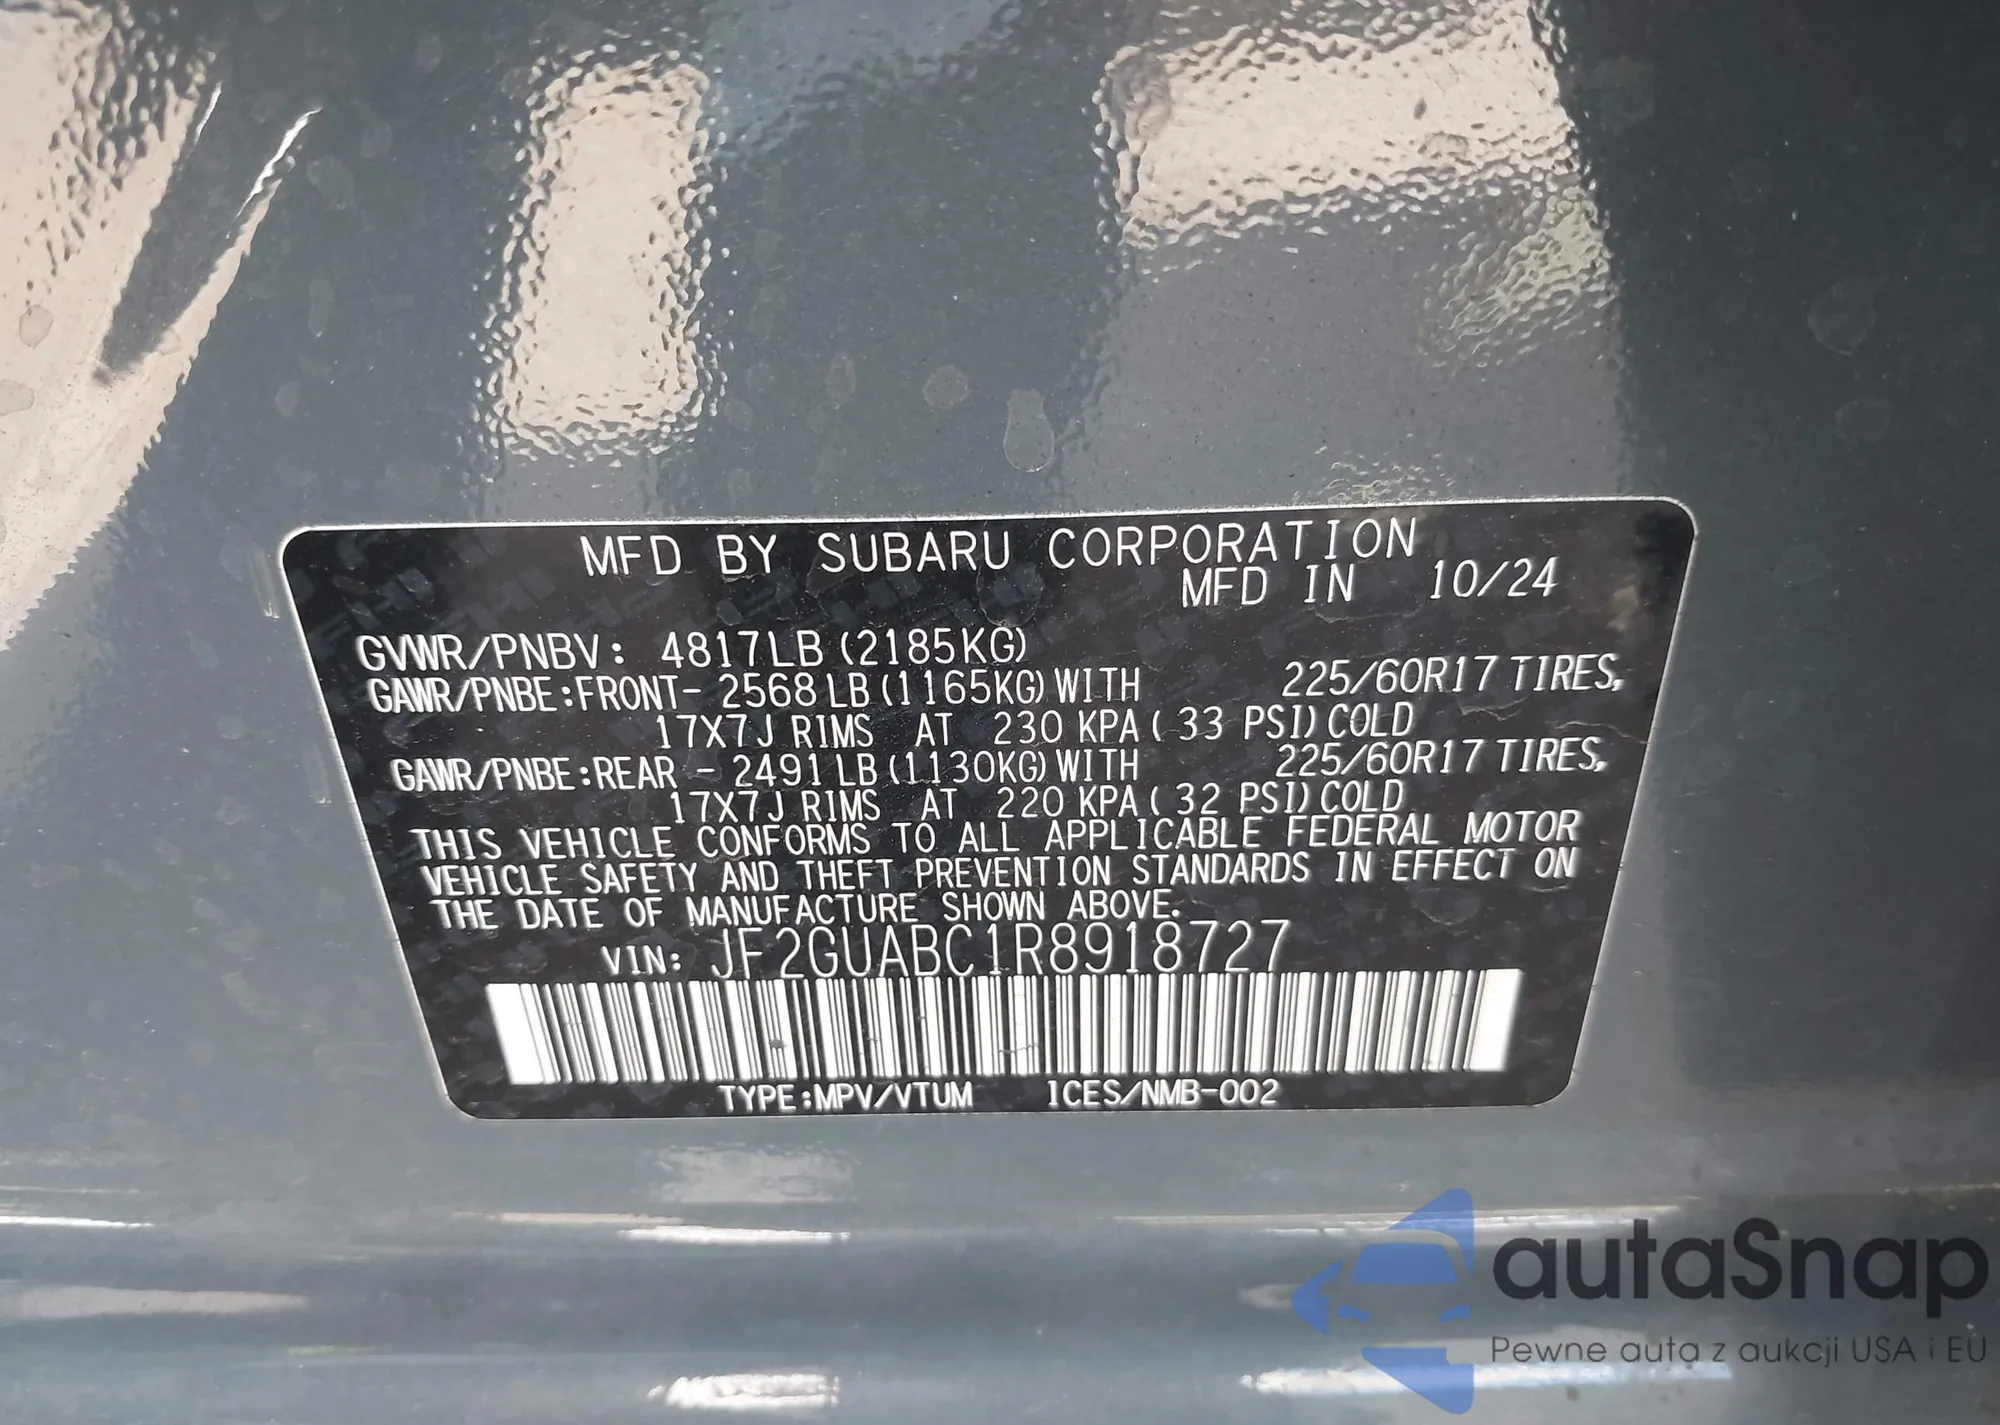 MFD BY SUBARU CORPORATION
MFD IN 10/24
GVWR/PNBV: 4817LB (2185KG)
GAWR/PNBE:FRONT- 2568LB(1165KG)WITH 225/60R17 TIRES,
17X7J RIMS AT 230 KPA( 33 PSI)COLD
GAWR/PNBE:REAR - 2491LB(1130KG)WITH 225/60R17 TIRES,
17X7J RIMS AT 220 KPA( 32 PSI)COLD
THIS VEHICLE CONFORMS TO ALL APPLICABLE FEDERAL MOTOR
VEHICLE SAFETY AND THEFT PREVENTION STANDARDS IN EFFECT ON
THE DATE OF MANUFACTURE SHOWN ABOVE.
VIN: JF2GUABC1R8918727
TYPE:MPV/VTUM ICES/NMB-002
autaSnap
Pewne auta z aukcji USA i EU